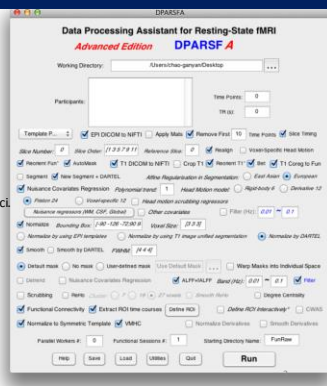 DPARSFA
Data Processing Assistant for Resting-State fMRI
Advanced Edition DPARSF A
Working Directory: /Users/chao-ganyan/Desktop ...
Participants:
Time Points: 0
TR (s): 0
Template P... EPI DICOM to NIFTI Apply Mats Remove First 10 Time Points Slice Timing
Slice Number: 0 Slice Order: [1 3 5 7 9 11 Reference Slice: 0 Realign Voxel-Specific Head Motion
Reorient Fun* AutoMask T1 DICOM to NIFTI Crop T1 Reorient T1* Bet T1 Coreg to Fun
Segment New Segment + DARTEL Affine Regularisation in Segmentation: East Asian European
Nuisance Covariates Regression Polynomial trend: 1 Head Motion model: Rigid-body 6 Derivative 12
Friston 24 Voxel-specific 12 Head motion scrubbing regressors
Nuisance regressors (WM, CSF, Global) Other covariates Filter (Hz): 0.01 ~ 0.1
Normalize Bounding Box: [-90 -126 -72;90 9 Voxel Size: [3 3 3]
Normalize by using EPI templates Normalize by using T1 image unified segmentation Normalize by DARTEL
Smooth Smooth by DARTEL FWHM: [4 4 4]
Default mask No mask User-defined mask Use Default Mask ... Warp Masks into Individual Space
Detrend Nuisance Covariates Regression ALFF+fALFF Band (Hz): 0.01 ~ 0.1 Filter
Scrubbing ReHo Cluster: 7 19 27 voxels Smooth ReHo Degree Centrality
Functional Connectivity Extract ROI time courses Define ROI Define ROI Interactively* CWAS
Normalize to Symmetric Template VMHC Normalize Derivatives Smooth Derivatives
Parallel Workers #: 0 Functional Sessions #: 1 Starting Directory Name: FunRaw
Help Save Load Utilities Quit Run